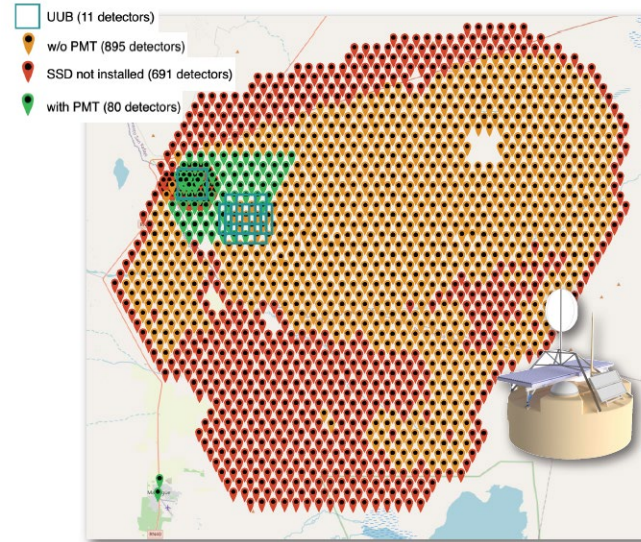 UUB (11 detectors)
w/o PMT (895 detectors)
SSD not installed (691 detectors)
with PMT (80 detectors)